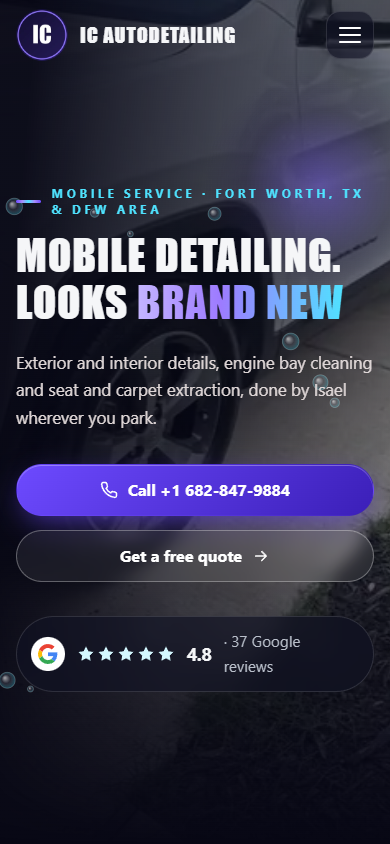 IC
IC AUTODETAILING
MOBILE SERVICE · FORT WORTH, TX
& DFW AREA
MOBILE DETAILING.
LOOKS BRAND NEW
Exterior and interior details, engine bay cleaning
and seat and carpet extraction, done by Isael
wherever you park.
Call +1 682-847-9884
Get a free quote →
G
4.8 · 37 Google
reviews